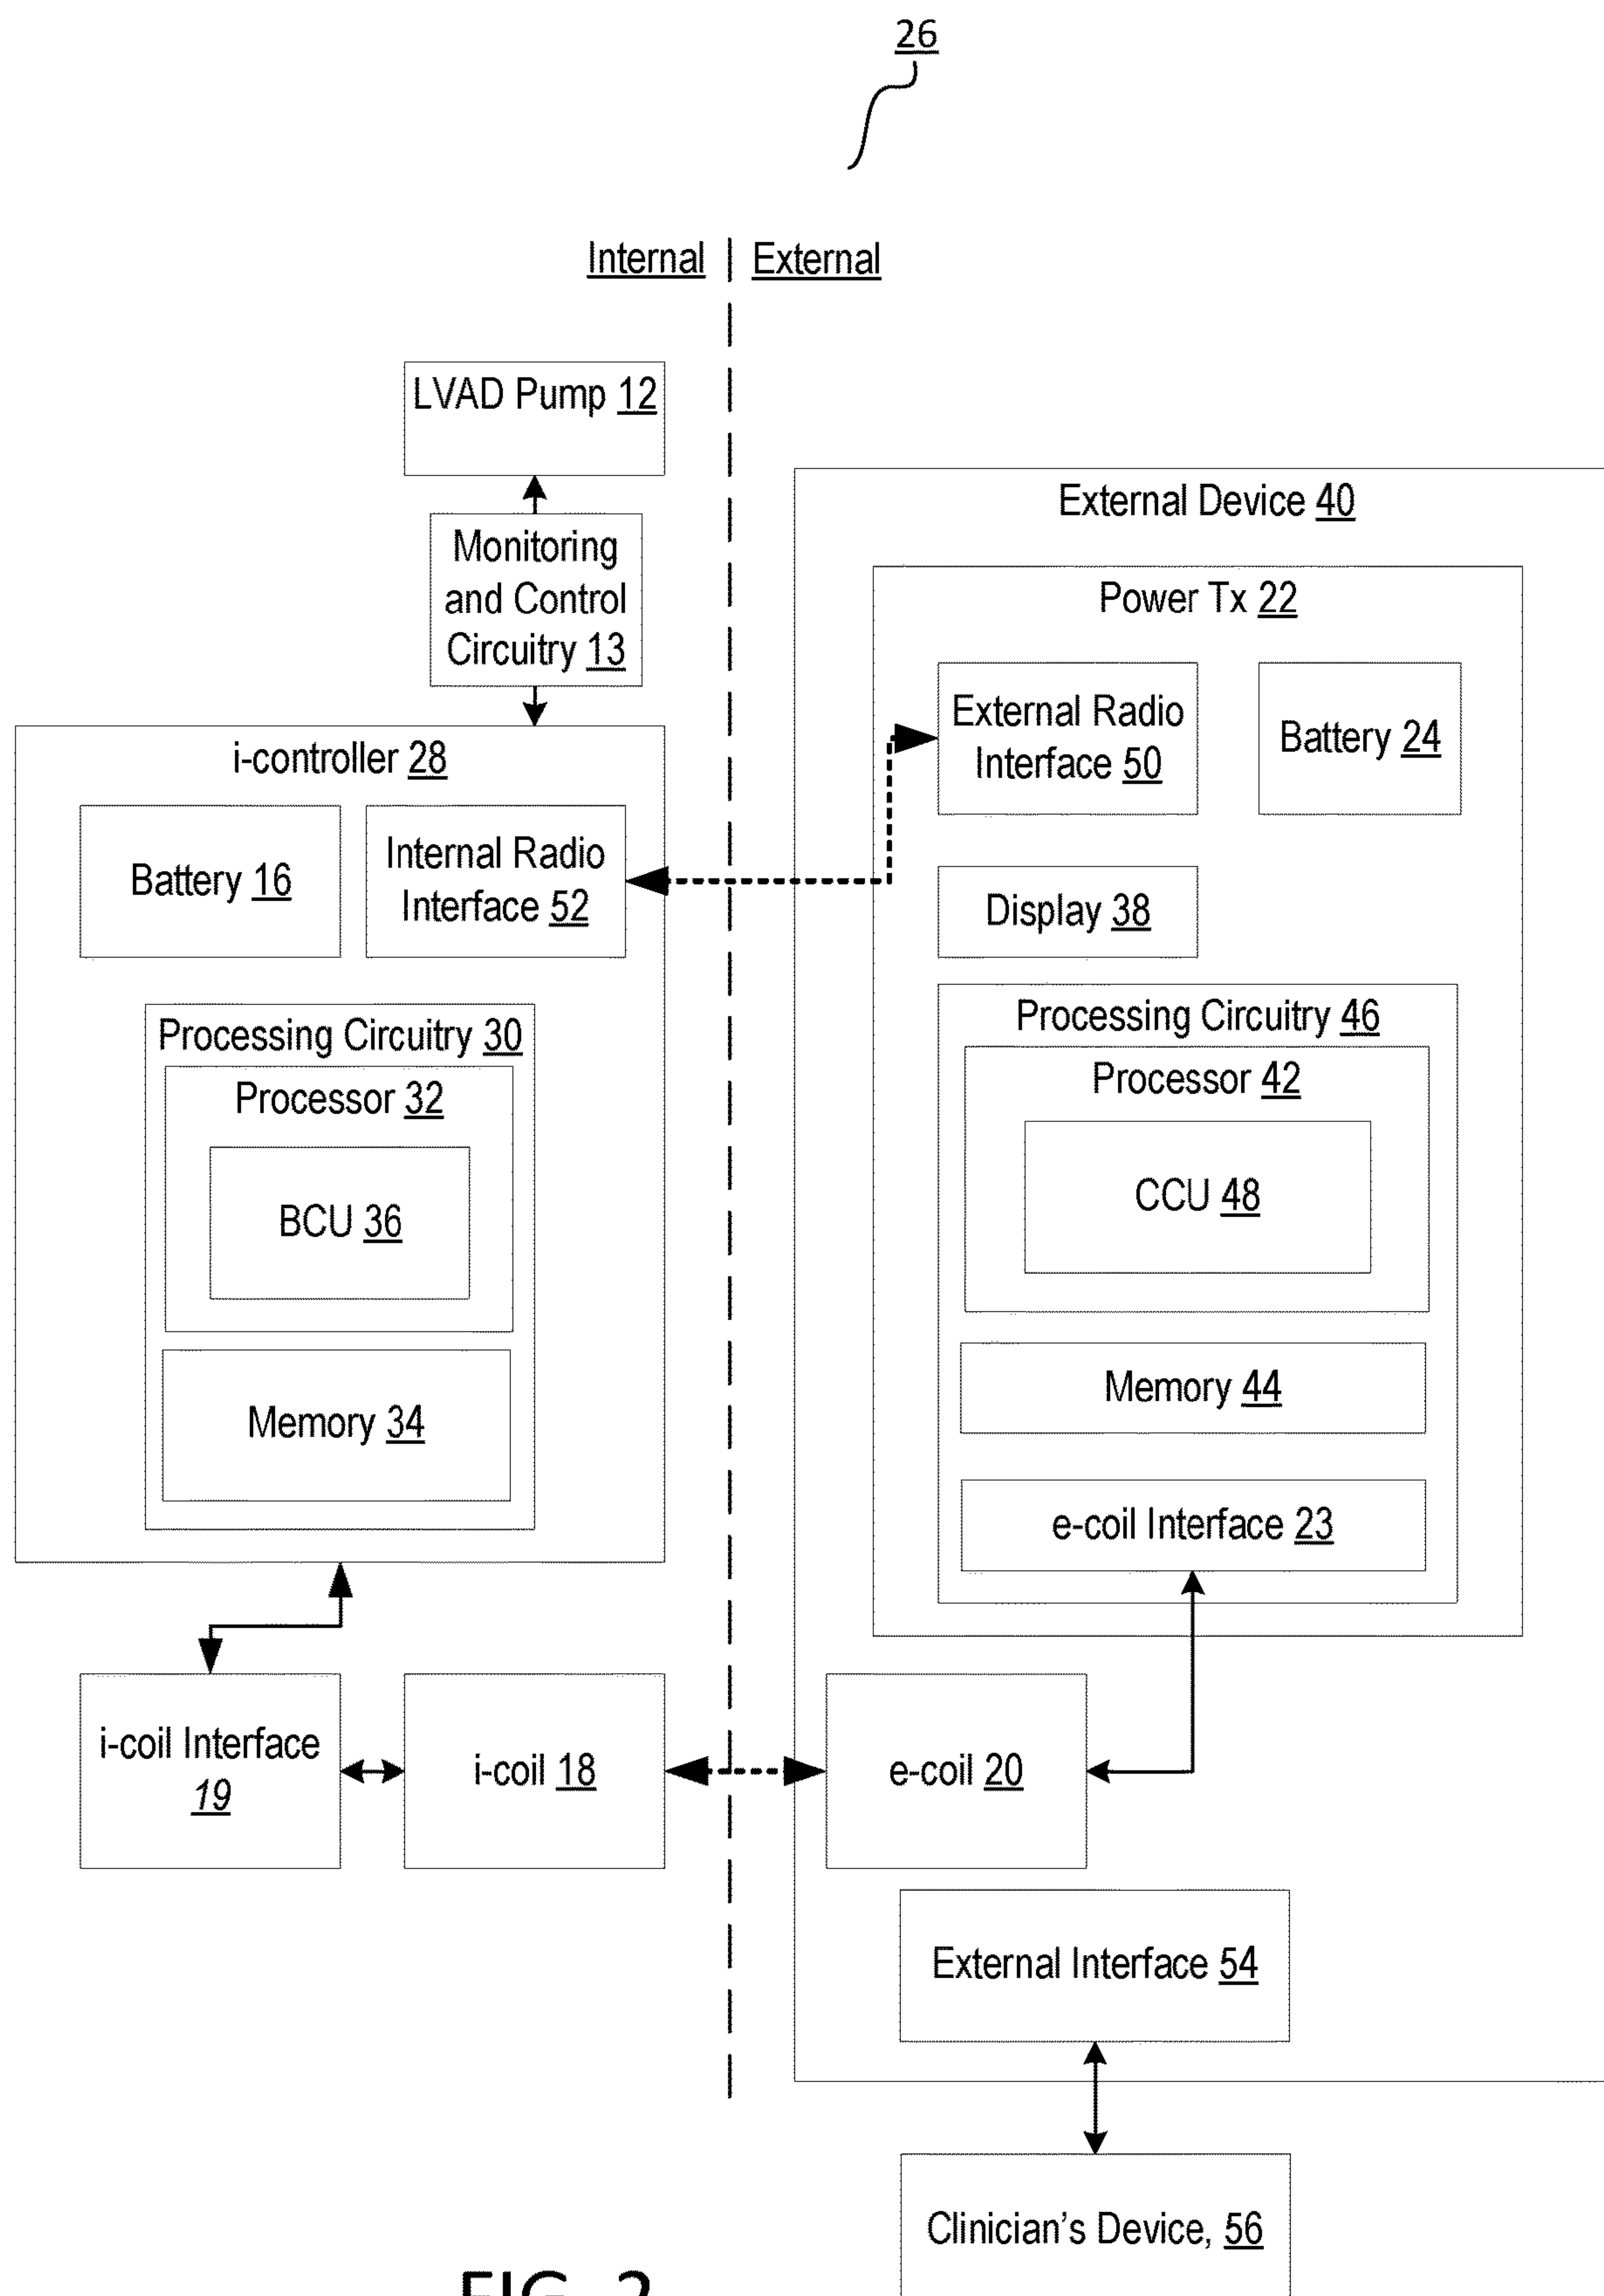 26
Internal
External
LVAD Pump 12
Monitoring
and Control
Circuitry 13
i-controller 28
Battery 16
Internal Radio
Interface 52
Processing Circuitry 30
Processor 32
BCU 36
Memory 34
i-coil Interface
19
i-coil 18
External Device 40
Power Tx 22
External Radio
Interface 50
Battery 24
Display 38
Processing Circuitry 46
Processor 42
CCU 48
Memory 44
e-coil Interface 23
e-coil 20
External Interface 54
Clinician's Device, 56
FIG. 2